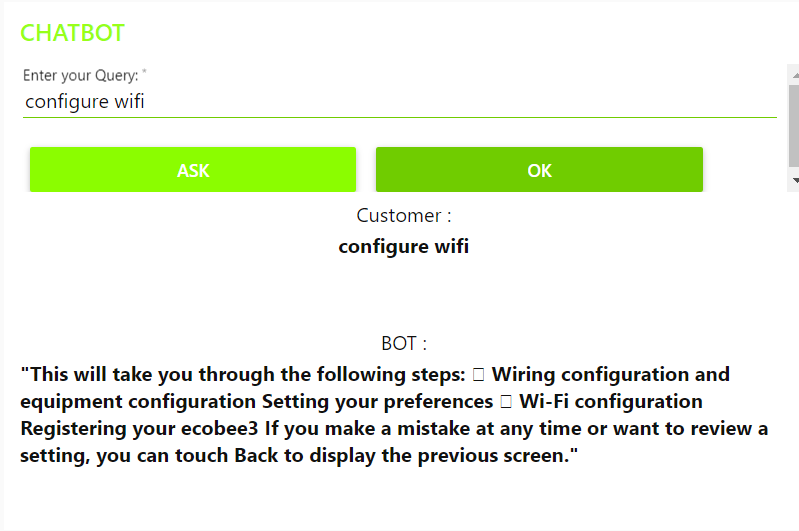 CHATBOT
Enter your Query: *
configure wifi
ASK
OK
Customer :
configure wifi
BOT :
"This will take you through the following steps: □ Wiring configuration and
equipment configuration Setting your preferences □ Wi-Fi configuration
Registering your ecobee3 If you make a mistake at any time or want to review a
setting, you can touch Back to display the previous screen."